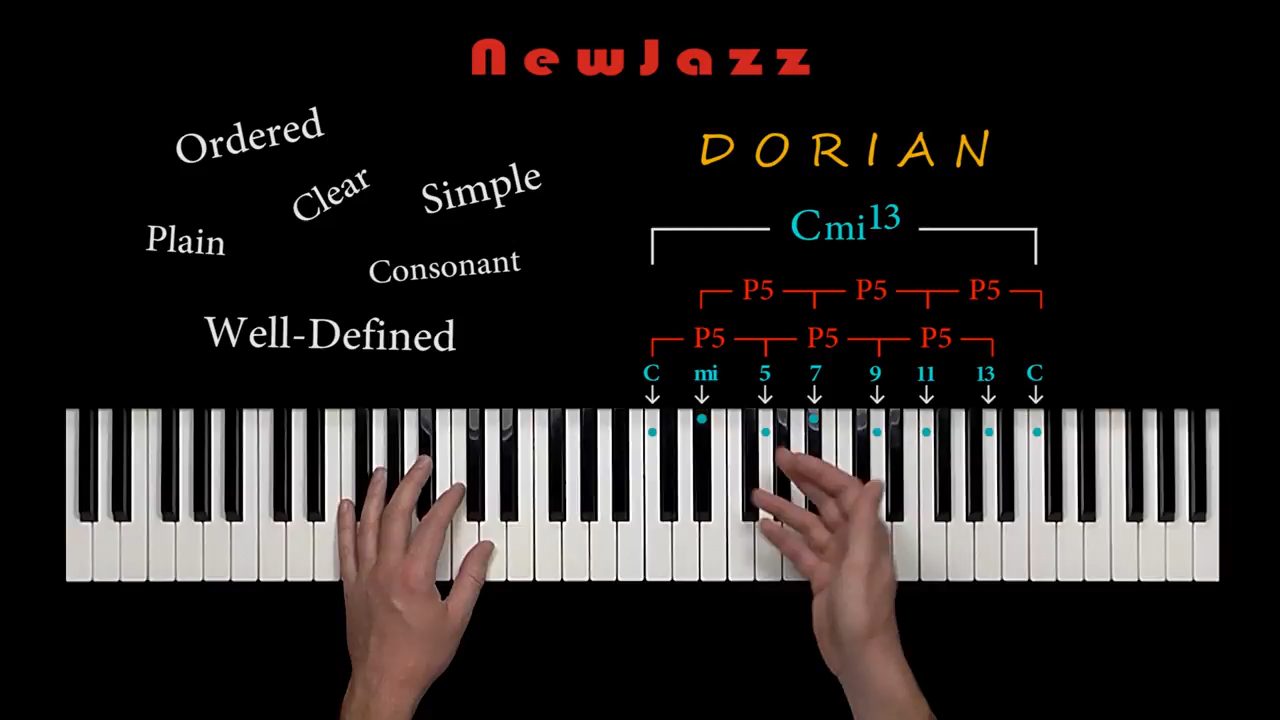 NewJazz
Ordered
Clear
Simple
Plain
Consonant
Well-Defined
DORIAN
Cmi13
P5 P5 P5
P5 P5 P5
C mi 5 7 9 11 13 C